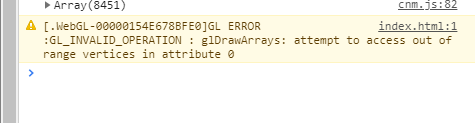 Array(8451) cnm.js:82
[.WebGL-00000154E678BFE0]GL ERROR index.html:1
:GL_INVALID_OPERATION : glDrawArrays: attempt to access out of
range vertices in attribute 0